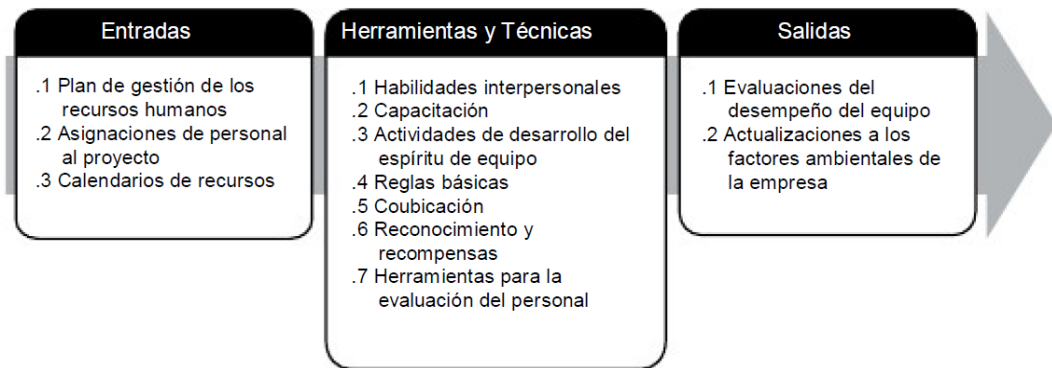 Entradas
.1 Plan de gestión de los
recursos humanos
.2 Asignaciones de personal
al proyecto
.3 Calendarios de recursos
Herramientas y Técnicas
.1 Habilidades interpersonales
.2 Capacitación
.3 Actividades de desarrollo del
espíritu de equipo
.4 Reglas básicas
.5 Coubicación
.6 Reconocimiento y
recompensas
.7 Herramientas para la
evaluación del personal
Salidas
.1 Evaluaciones del
desempeño del equipo
.2 Actualizaciones a los
factores ambientales de
la empresa